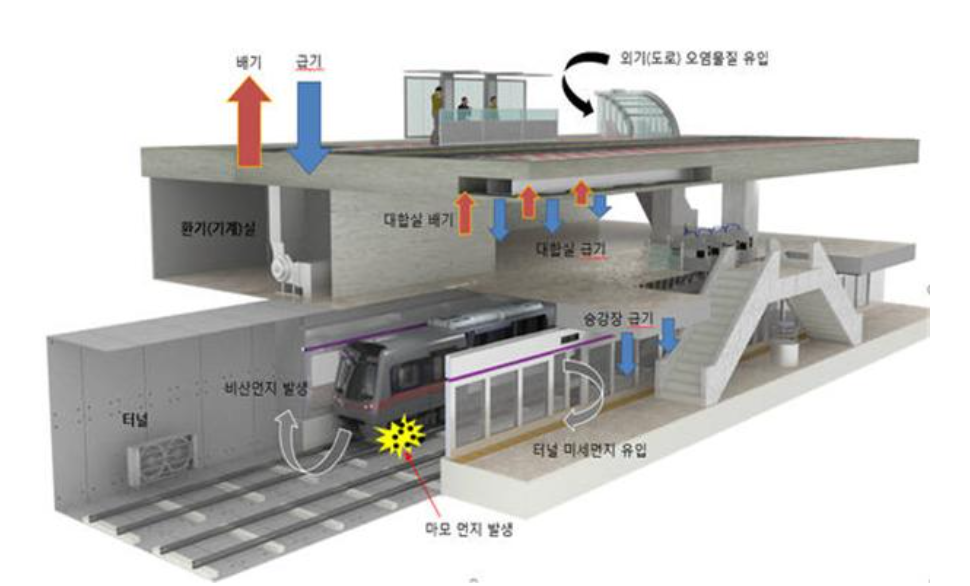 배기
급기
외기(도로) 오염물질 유입
환기(기계)실
대합실 배기
대합실 급기
승강장 급기
비산먼지 발생
터널
터널 미세먼지 유입
마모 먼지 발생